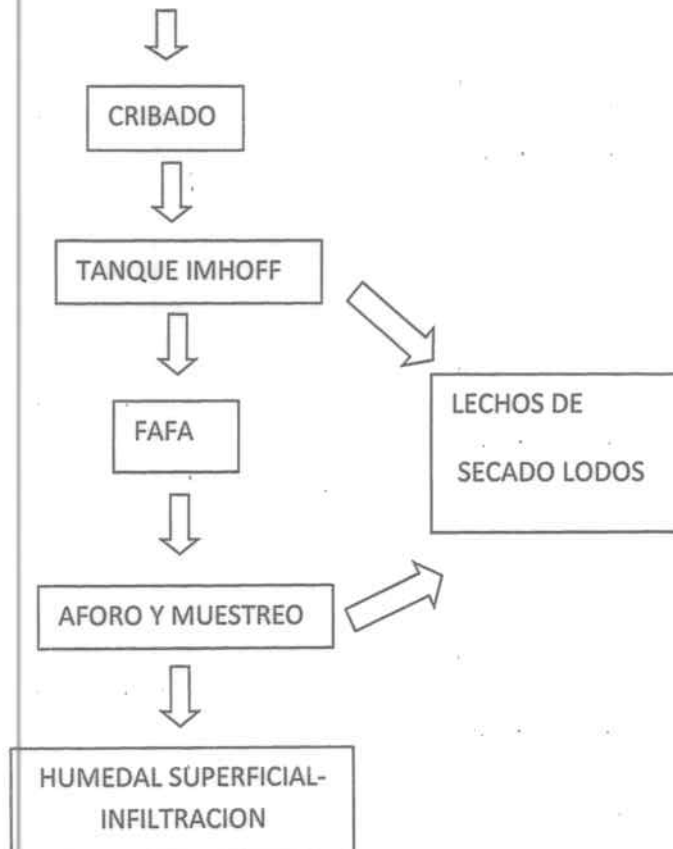 CRIBADO
TANQUE IMHOFF
FAFA
LECHOS DE
SECADO LODOS
AFORO Y MUESTREO
HUMEDAL SUPERFICIAL-
INFILTRACION